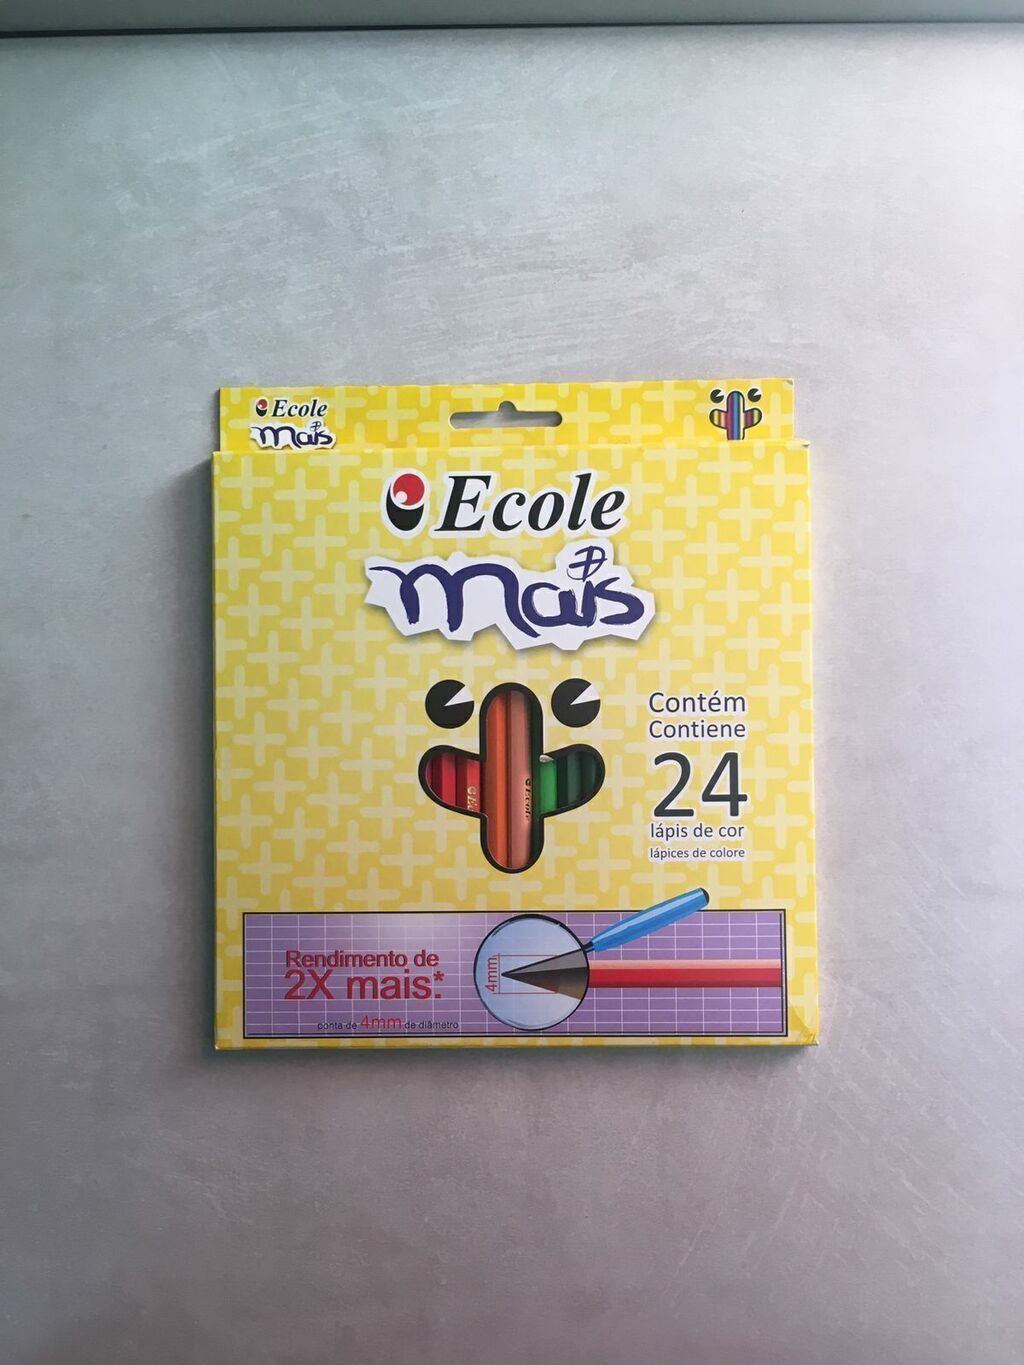 Ecole
mais
Ecole
mais
Contém
Contiene
24
lápis de cor
lápices de colore
Ecole
Rendimento de
2X mais.*
4mm
ponta de 4mm de diâmetro